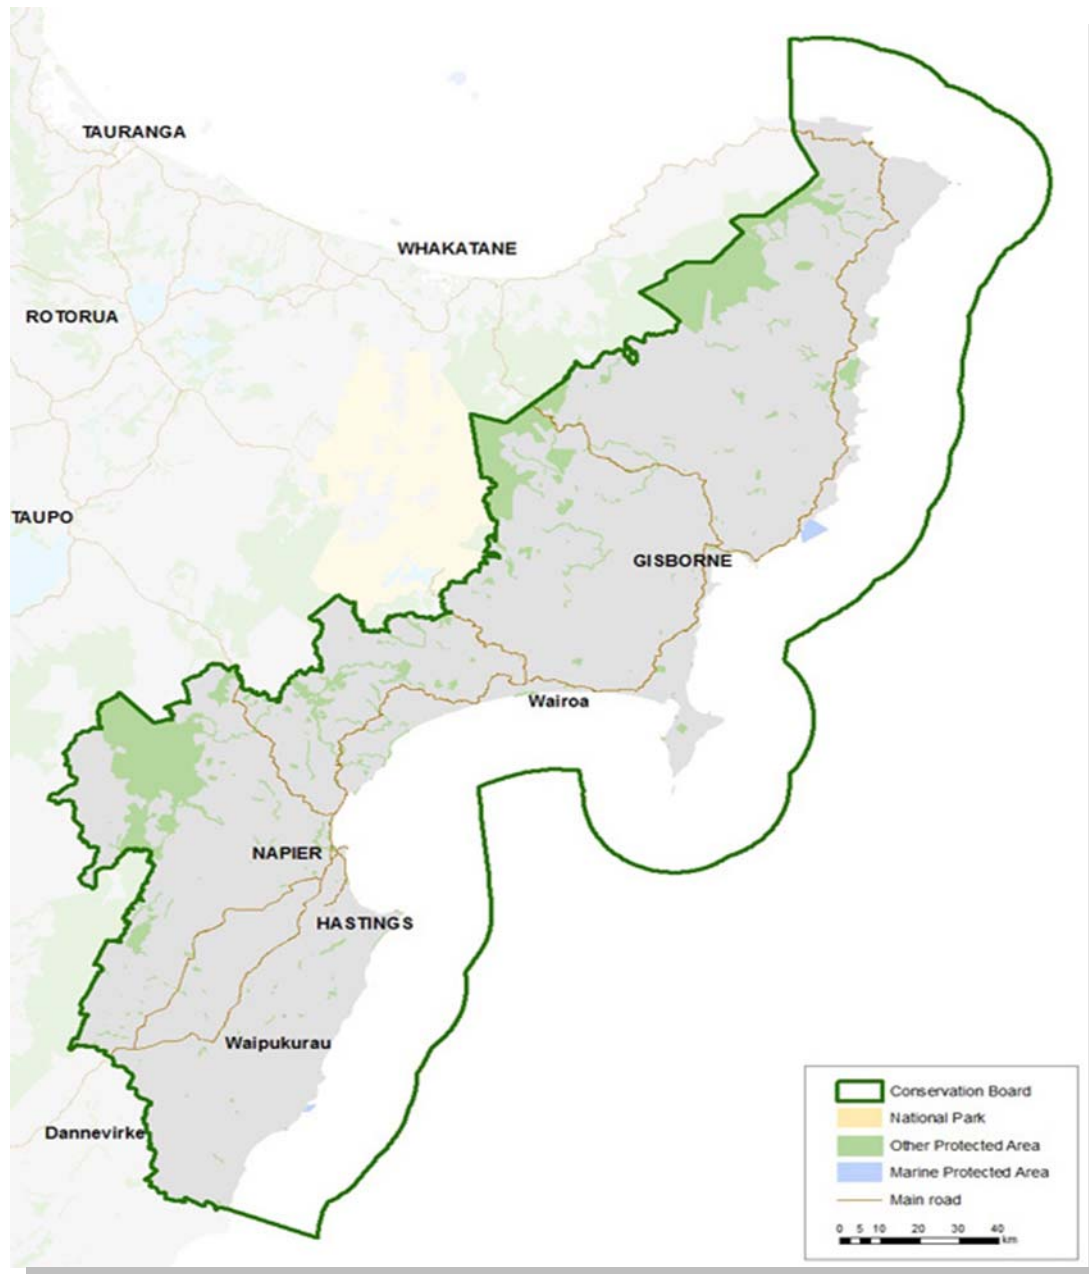 TAURANGA
WHAKATANE
ROTORUA
TAUPO
GISBORNE
Wairoa
NAPIER
HASTINGS
Waipukurau
Dannevirke
Conservation Board
National Park
Other Protected Area
Marine Protected Area
Main road
0 5 10 20 30 40
km